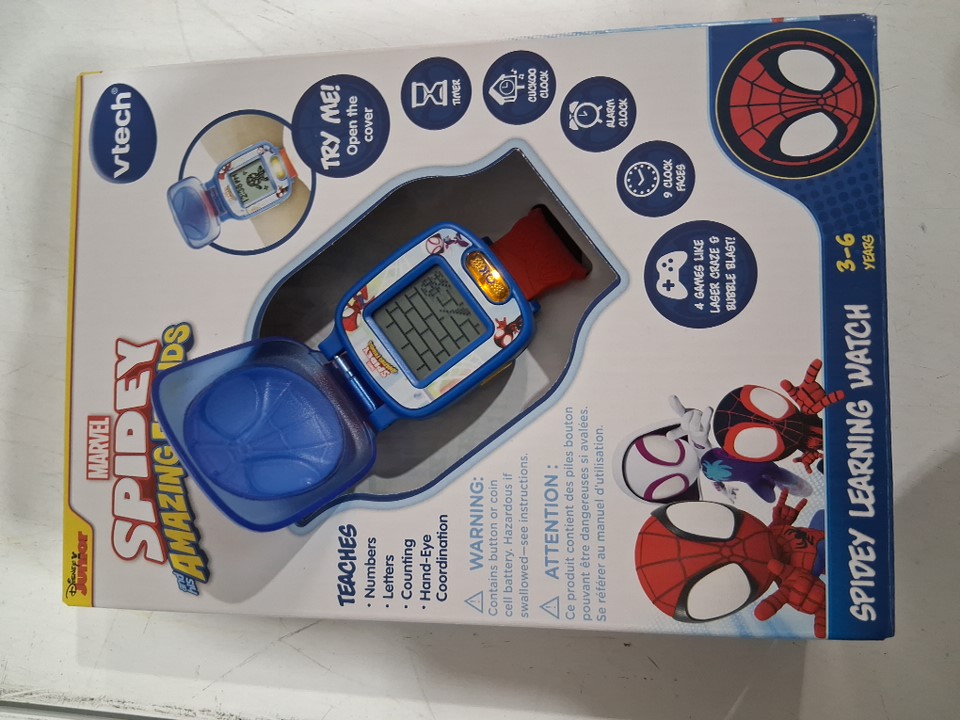 Disney
JUNIOR
MARVEL
SPIDEY
AND HIS
AMAZING
vtech®
TRY ME!
Open the
cover
TIMER
CUCKOO
CLOCK
ALARM
CLOCK
9 CLOCK
FACES
4 GAMES LIKE
LASER CRAZE &
BUBBLE BLAST!
TEACHES
• Numbers
• Letters
• Counting
• Hand-Eye
Coordination
WARNING:
Contains button or coin
cell battery. Hazardous if
swallowed—see instructions.
ATTENTION :
Ce produit contient des piles bouton
pouvant être dangereuses si avalées.
Se référer au manuel d'utilisation.
3-6
YEARS
SPIDEY LEARNING WATCH